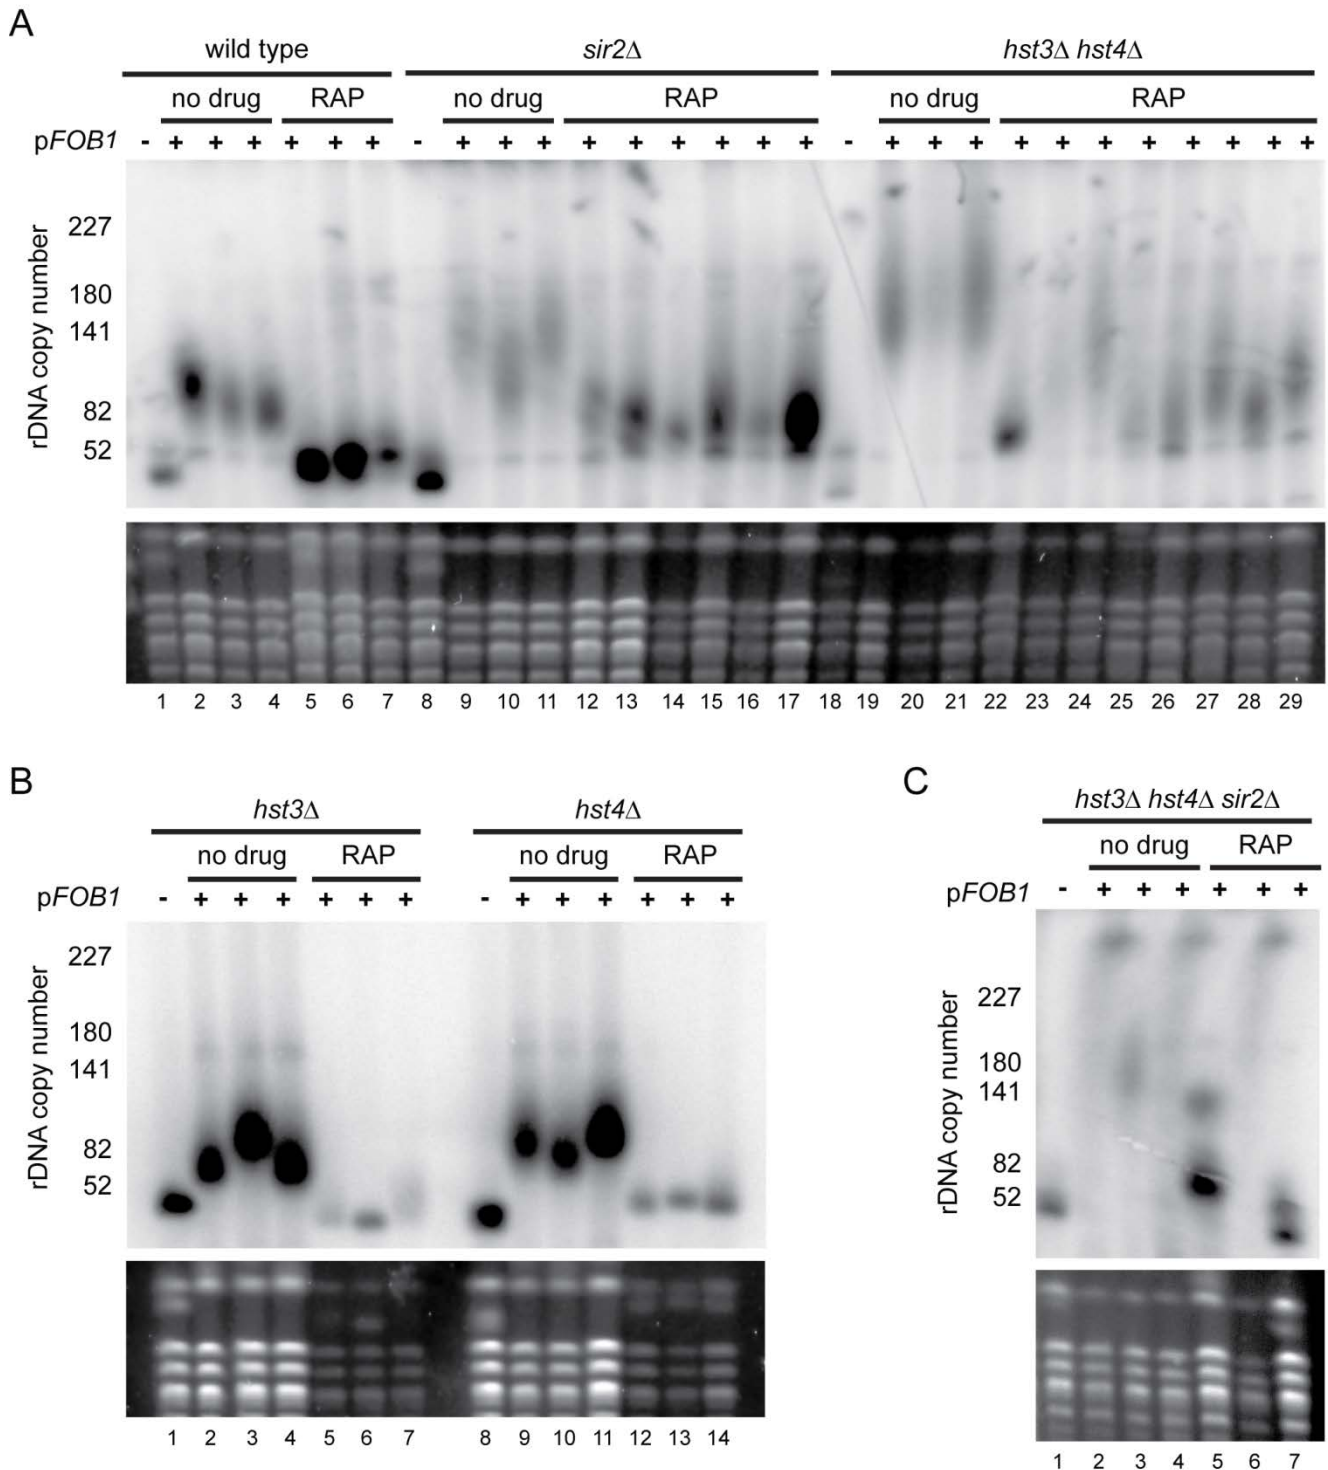 A
wild type sir2Δ hst3Δ hst4Δ
no drug RAP no drug RAP no drug RAP
pFOB1 - + + + + + + - + + + + + + + + + - + + + + + + + + + + +
rDNA copy number
227
180
141
82
52
1 2 3 4 5 6 7 8 9 10 11 12 13 14 15 16 17 18 19 20 21 22 23 24 25 26 27 28 29
B
hst3Δ hst4Δ
no drug RAP no drug RAP
pFOB1 - + + + + + + - + + + + + +
rDNA copy number
227
180
141
82
52
1 2 3 4 5 6 7 8 9 10 11 12 13 14
C
hst3Δ hst4Δ sir2Δ
no drug RAP
pFOB1 - + + + + + +
rDNA copy number
227
180
141
82
52
1 2 3 4 5 6 7